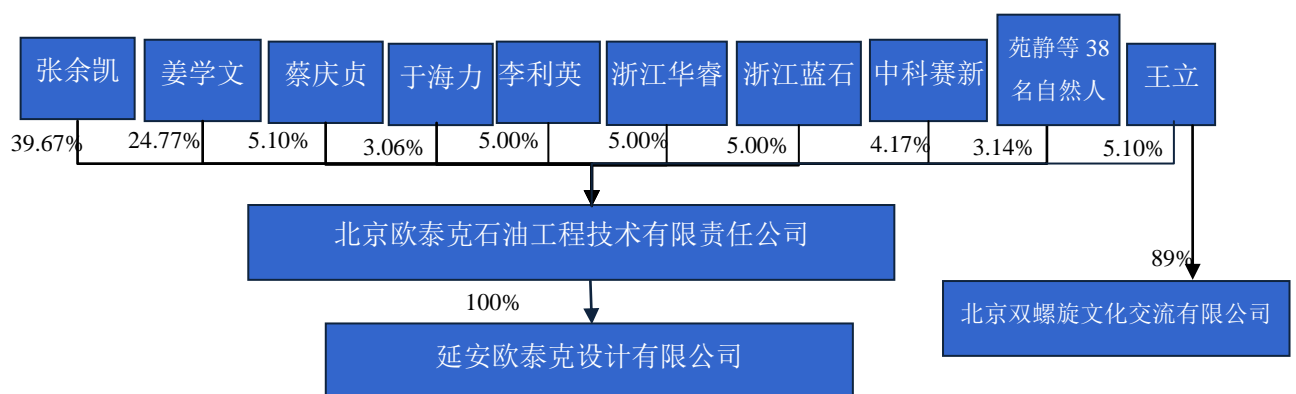 张余凯
姜学文
蔡庆贞
于海力
李利英
浙江华睿
浙江蓝石
中科赛新
苑静等 38
名自然人
王立
39.67%
24.77%
5.10%
3.06%
5.00%
5.00%
5.00%
4.17%
3.14%
5.10%
北京欧泰克石油工程技术有限责任公司
89%
100%
北京双螺旋文化交流有限公司
延安欧泰克设计有限公司